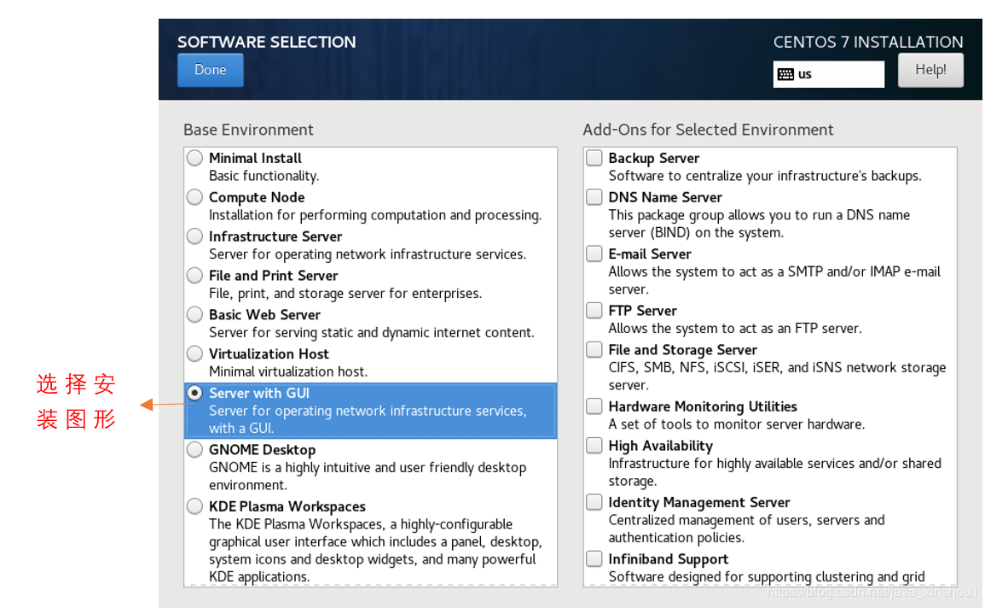 SOFTWARE SELECTION
Done
CENTOS 7 INSTALLATION
us
Help!
Base Environment
Minimal Install
Basic functionality.
Compute Node
Installation for performing computation and processing.
Infrastructure Server
Server for operating network infrastructure services.
File and Print Server
File, print, and storage server for enterprises.
Basic Web Server
Server for serving static and dynamic internet content.
Virtualization Host
Minimal virtualization host.
Server with GUI
Server for operating network infrastructure services,
with a GUI.
GNOME Desktop
GNOME is a highly intuitive and user friendly desktop
environment.
KDE Plasma Workspaces
The KDE Plasma Workspaces, a highly-configurable
graphical user interface which includes a panel, desktop,
system icons and desktop widgets, and many powerful
KDE applications.
选择安
装图形
Add-Ons for Selected Environment
Backup Server
Software to centralize your infrastructure's backups.
DNS Name Server
This package group allows you to run a DNS name
server (BIND) on the system.
E-mail Server
Allows the system to act as a SMTP and/or IMAP e-mail
server.
FTP Server
Allows the system to act as an FTP server.
File and Storage Server
CIFS, SMB, NFS, iSCSI, iSER, and iSNS network storage
server.
Hardware Monitoring Utilities
A set of tools to monitor server hardware.
High Availability
Infrastructure for highly available services and/or shared
storage.
Identity Management Server
Centralized management of users, servers and
authentication policies.
Infiniband Support
Software designed for supporting clustering and grid
https://blog.csdn.net/java_xinshou1